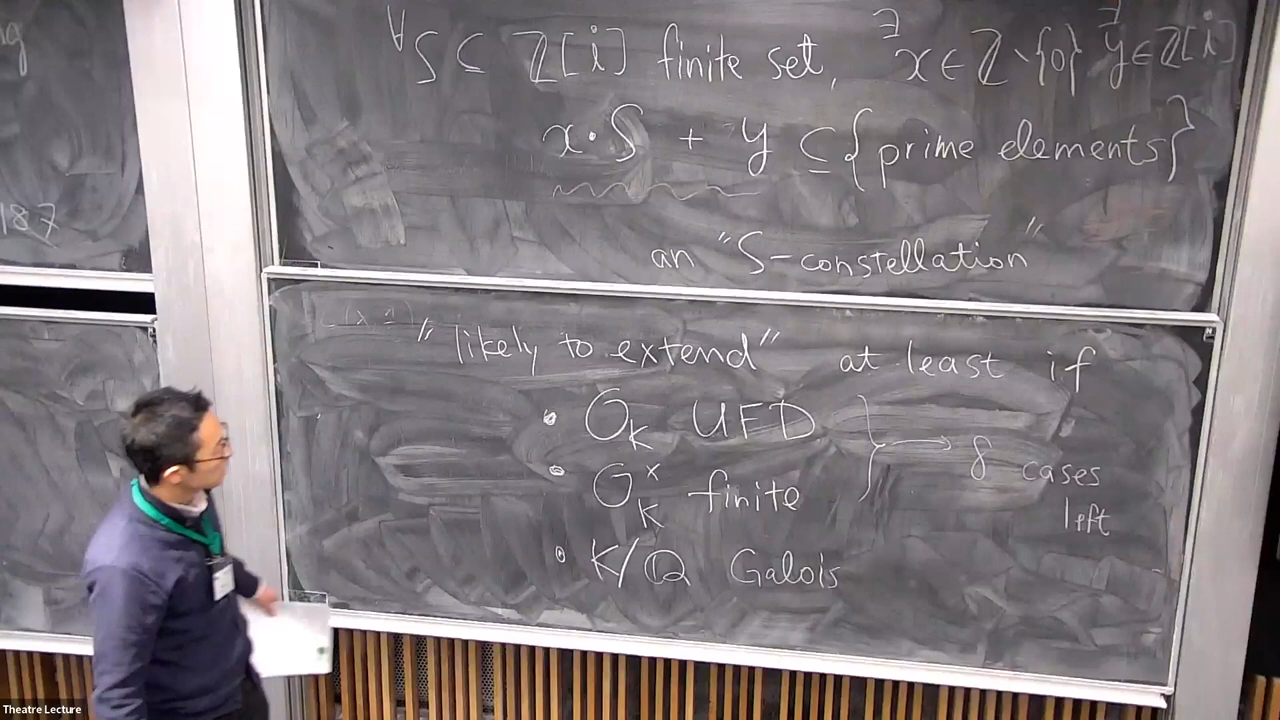 187
∀S ⊆ ℤ[i] finite set, ∃x ∈ ℤ∖{0} ∃y ∈ ℤ[i]
x·S + y ⊆ {prime elements}
an "S-constellation"
"likely to extend" at least if
• O_K UFD
• O_K^× finite
→ 8 cases left
• K/ℚ Galois
Theatre Lecture